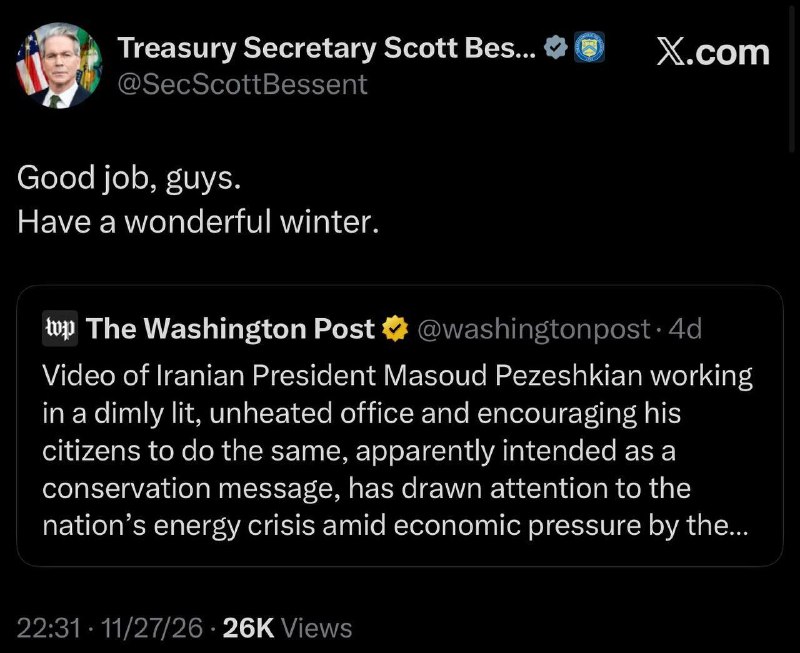 Treasury Secretary Scott Bes...
X.com
@SecScottBessent
Good job, guys.
Have a wonderful winter.
wp The Washington Post @washingtonpost · 4d
Video of Iranian President Masoud Pezeshkian working
in a dimly lit, unheated office and encouraging his
citizens to do the same, apparently intended as a
conservation message, has drawn attention to the
nation's energy crisis amid economic pressure by the...
22:31 · 11/27/26 · 26K Views